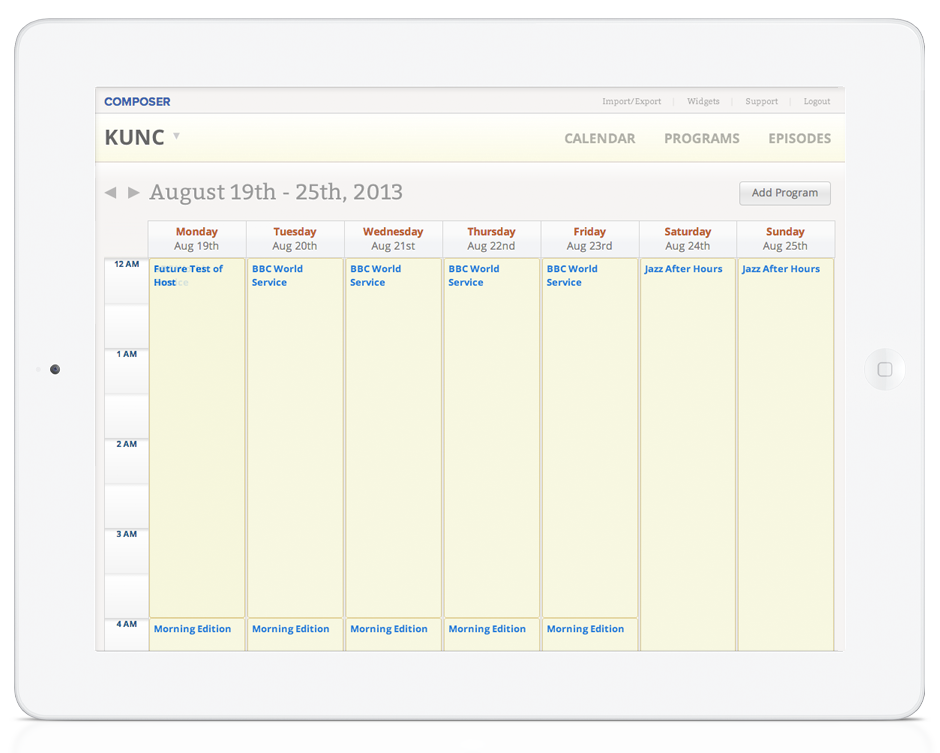 COMPOSER
Import/Export | Widgets | Support | Logout
KUNC ▼
CALENDAR PROGRAMS EPISODES
◀ ▶ August 19th - 25th, 2013
Add Program
Monday Tuesday Wednesday Thursday Friday Saturday Sunday
Aug 19th Aug 20th Aug 21st Aug 22nd Aug 23rd Aug 24th Aug 25th
12 AM
Future Test of BBC World BBC World BBC World BBC World Jazz After Hours Jazz After Hours
Host Service Service Service Service
1 AM
2 AM
3 AM
4 AM
Morning Edition Morning Edition Morning Edition Morning Edition Morning Edition